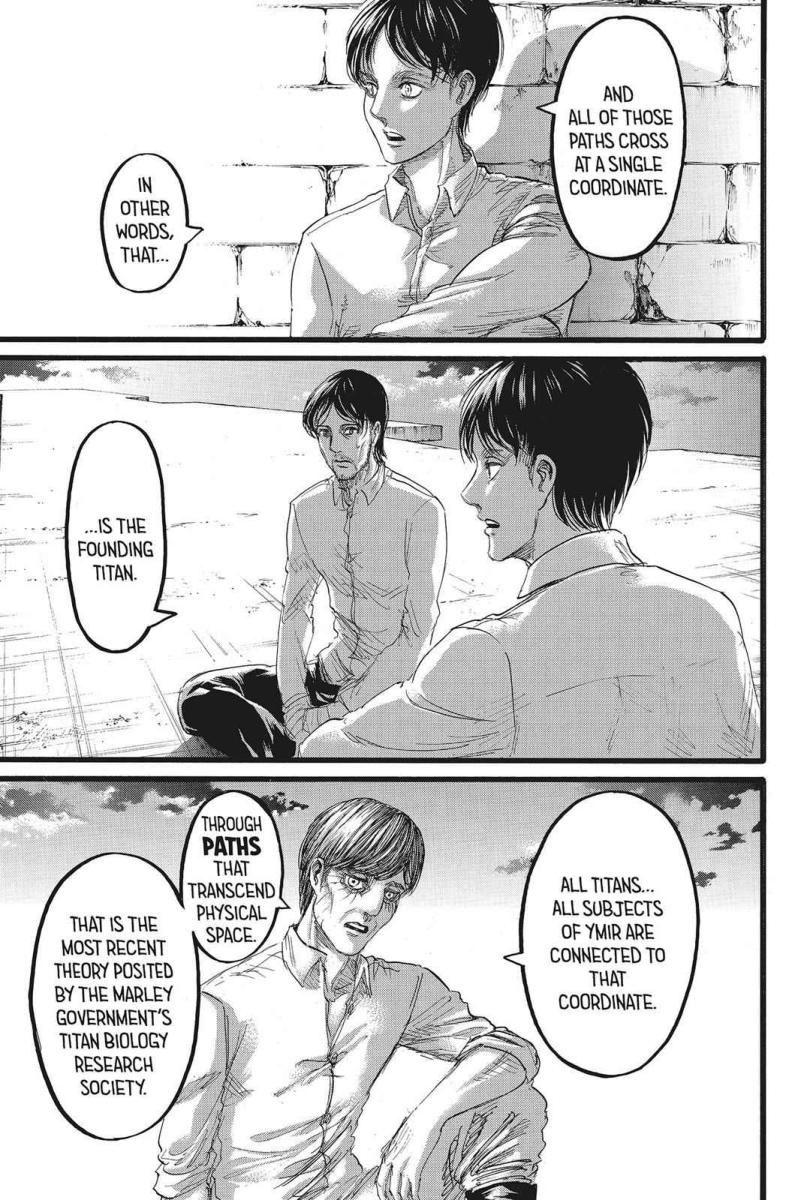 AND
ALL OF THOSE
PATHS CROSS
AT A SINGLE
COORDINATE.
IN
OTHER
WORDS,
THAT...
...IS THE
FOUNDING
TITAN.
ALL TITANS...
ALL SUBJECTS
OF YMIR ARE
CONNECTED TO
THAT
COORDINATE.
THROUGH
PATHS
THAT
TRANSCEND
PHYSICAL
SPACE.
THAT IS THE
MOST RECENT
THEORY POSITED
BY THE MARLEY
GOVERNMENT'S
TITAN BIOLOGY
RESEARCH
SOCIETY.